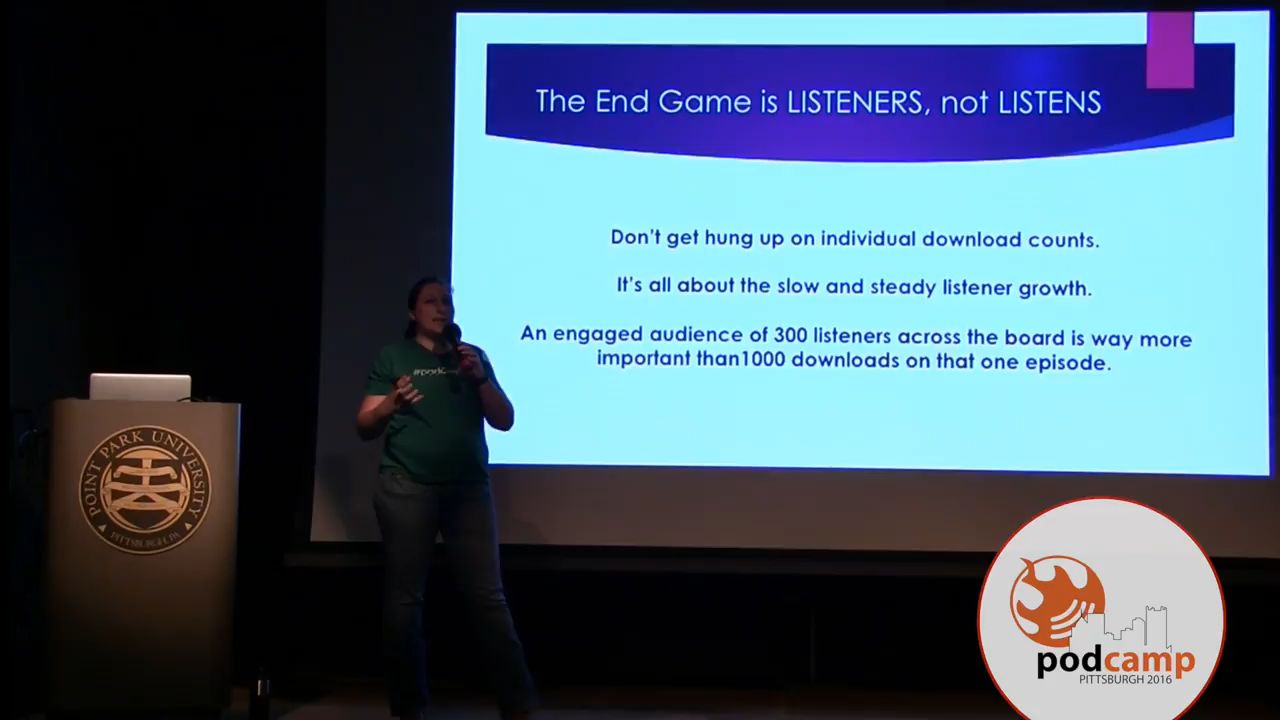 The End Game is LISTENERS, not LISTENS
Don't get hung up on individual download counts.
It's all about the slow and steady listener growth.
An engaged audience of 300 listeners across the board is way more
important than1000 downloads on that one episode.
POINT PARK UNIVERSITY
PITTSBURGH, PA
podcamp
PITTSBURGH 2016